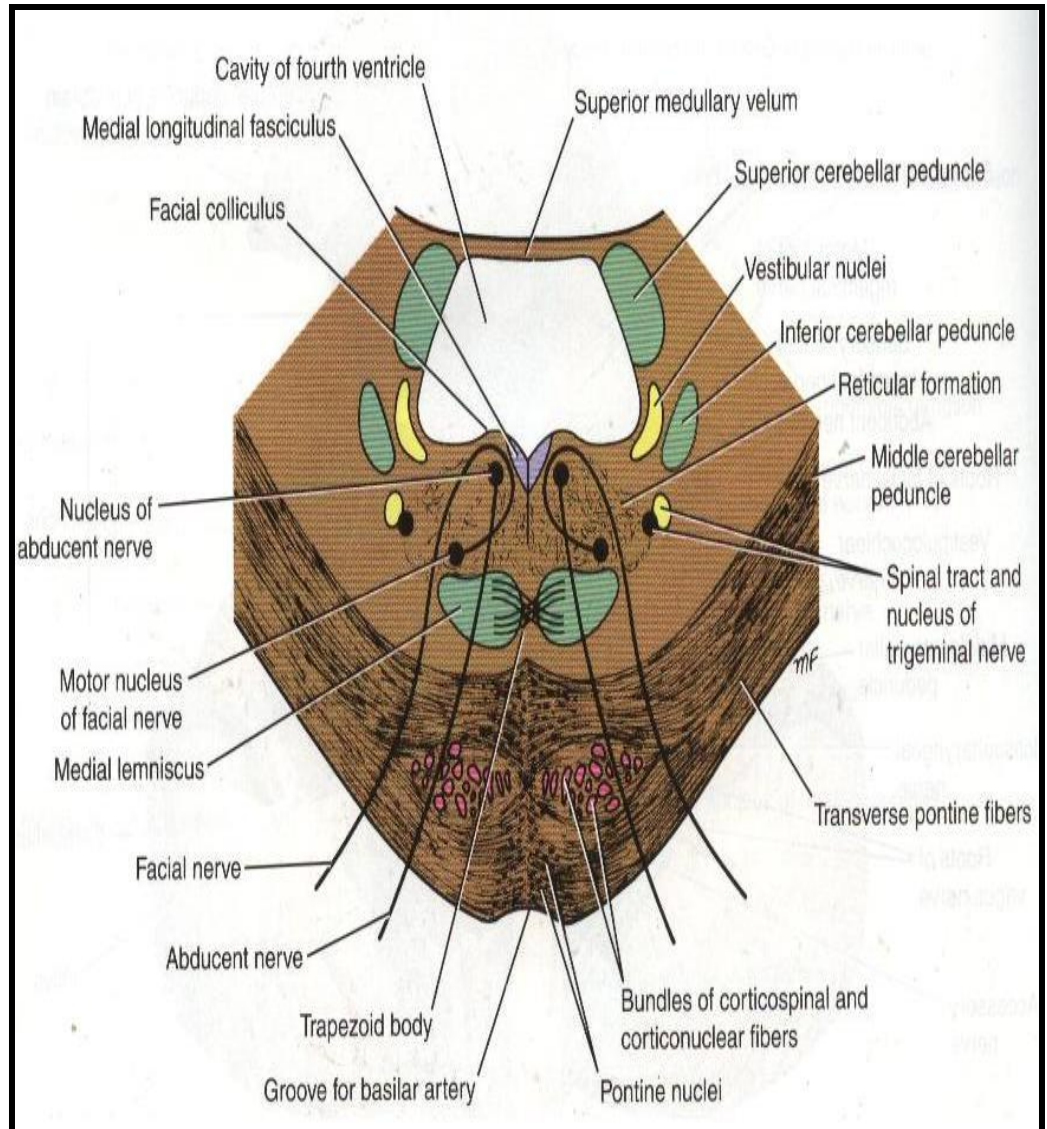 Cavity of fourth ventricle
Medial longitudinal fasciculus
Facial colliculus
Superior medullary velum
Superior cerebellar peduncle
Vestibular nuclei
Inferior cerebellar peduncle
Reticular formation
Middle cerebellar
peduncle
Nucleus of
abducent nerve
Spinal tract and
nucleus of
trigeminal nerve
mF
Motor nucleus
of facial nerve
Medial lemniscus
Transverse pontine fibers
Facial nerve
Abducent nerve
Trapezoid body
Groove for basilar artery
Bundles of corticospinal and
corticonuclear fibers
Pontine nuclei